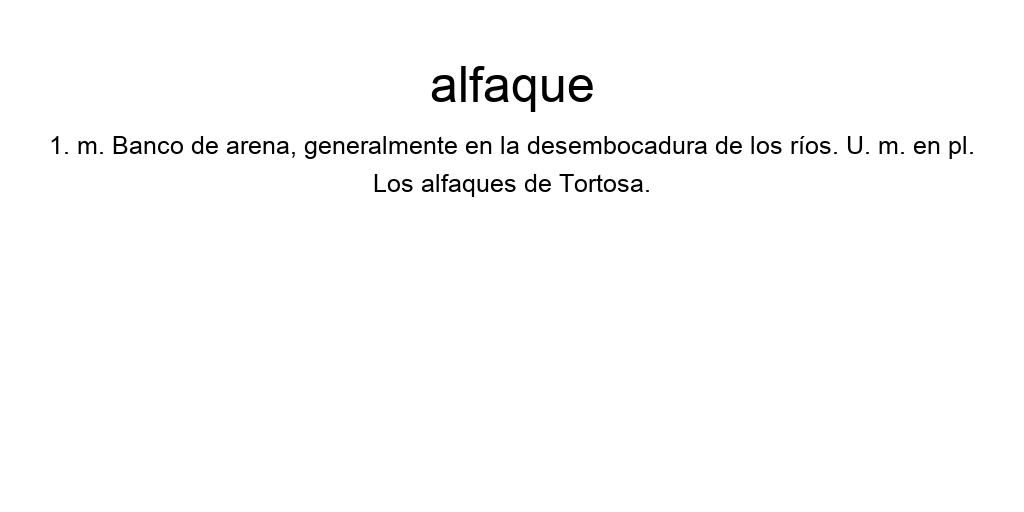 alfaque
1. m. Banco de arena, generalmente en la desembocadura de los ríos. U. m. en pl.
Los alfaques de Tortosa.